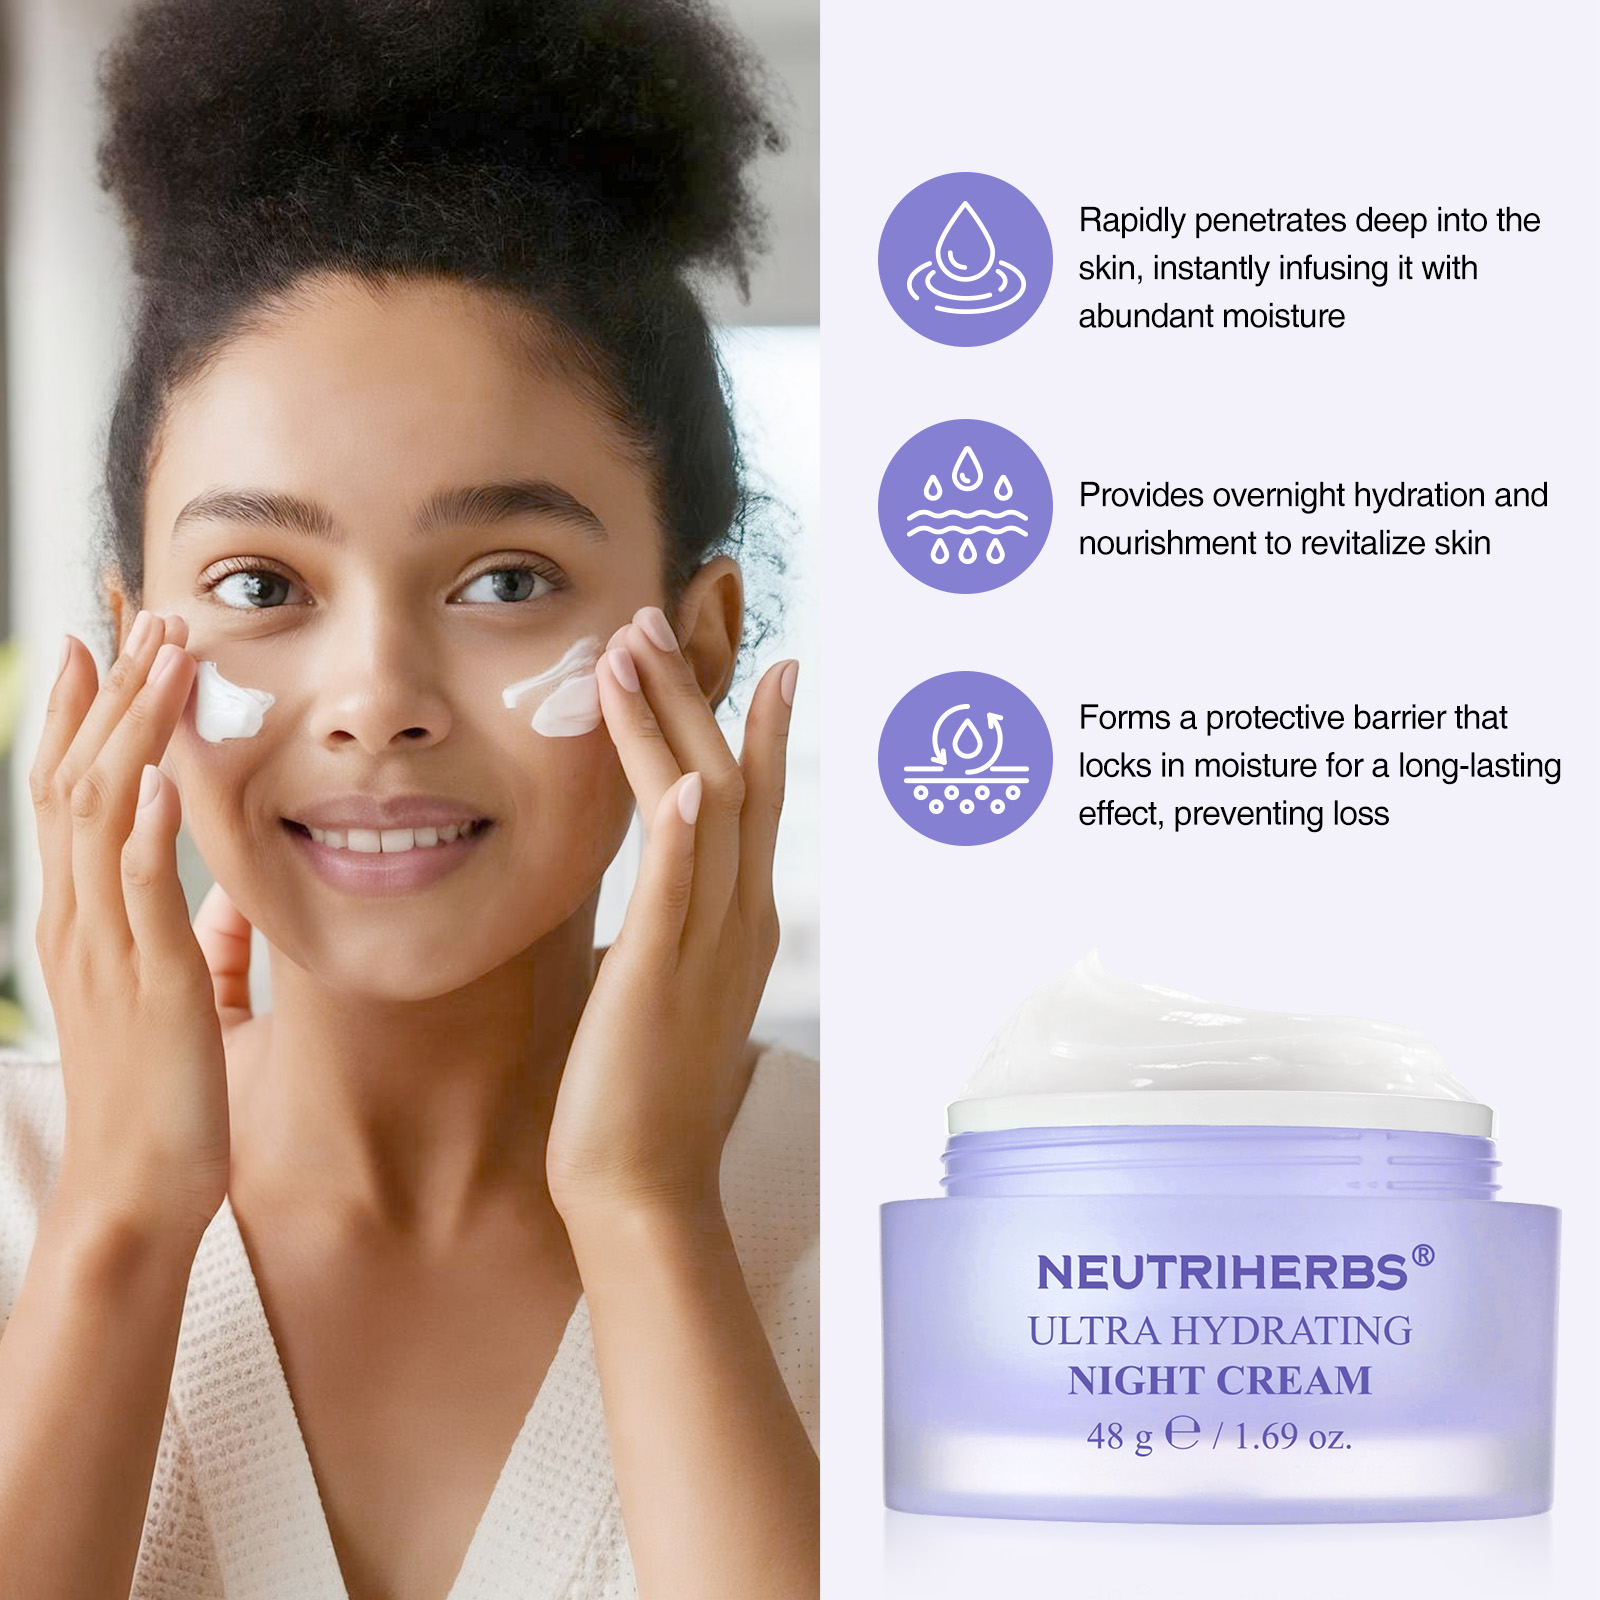 Rapidly penetrates deep into the
skin, instantly infusing it with
abundant moisture
Provides overnight hydration and
nourishment to revitalize skin
Forms a protective barrier that
locks in moisture for a long-lasting
effect, preventing loss
NEUTRIHERBS®
ULTRA HYDRATING
NIGHT CREAM
48 g ℮ / 1.69 oz.